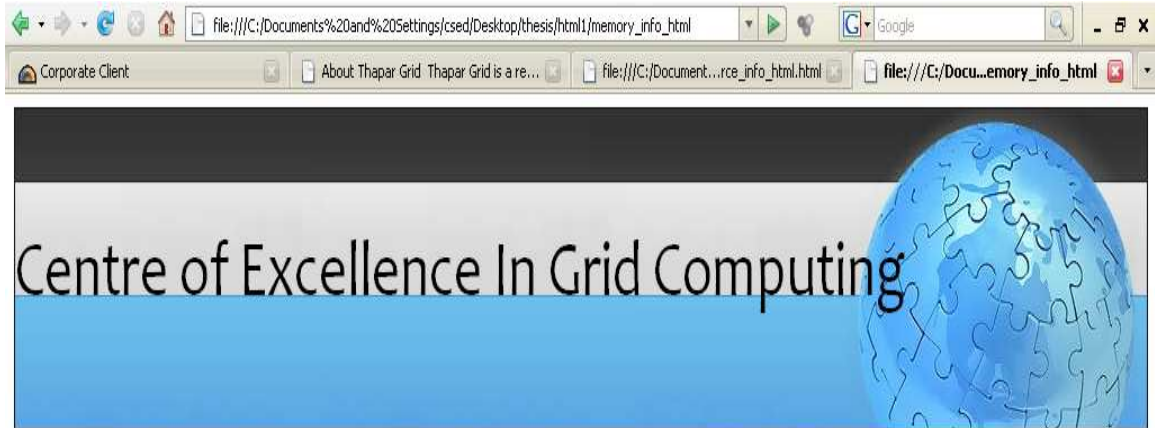 file:///C:/Documents%20and%20Settings/csed/Desktop/thesis/html1/memory_info_html
G Google
Corporate Client
About Thapar Grid Thapar Grid is a re...
file:///C:/Document...rce_info_html.html
file:///C:/Docu...emory_info_html
Centre of Excellence In Grid Computing